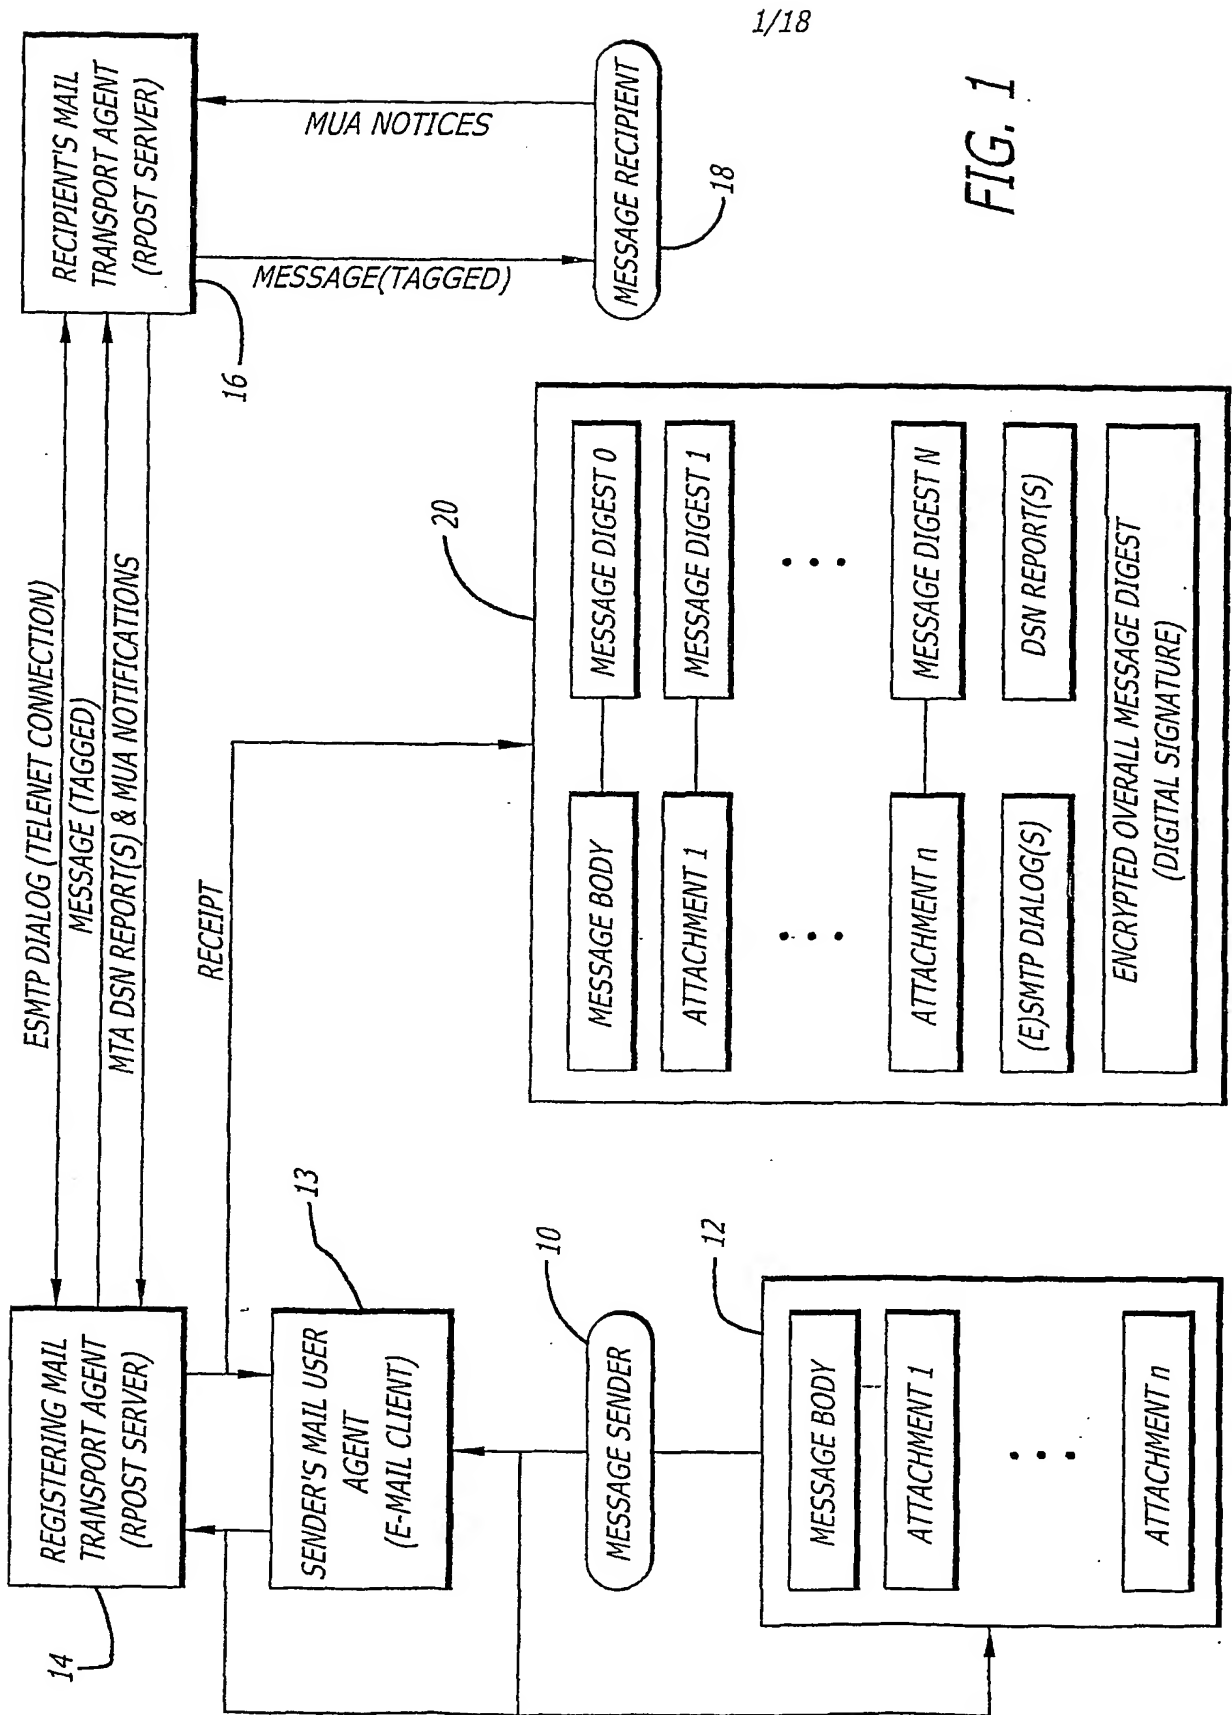 1/18
REGISTERING MAIL
TRANSPORT AGENT
(RPOST SERVER)
14
ESMTP DIALOG (TELENET CONNECTION)
MESSAGE (TAGGED)
MTA DSN REPORT(S) & MUA NOTIFICATIONS
RECIPIENT'S MAIL
TRANSPORT AGENT
(RPOST SERVER)
16
RECEIPT
MESSAGE(TAGGED)
MUA NOTICES
SENDER'S MAIL USER
AGENT
(E-MAIL CLIENT)
13
MESSAGE RECIPIENT
18
MESSAGE SENDER
10
12
MESSAGE BODY
ATTACHMENT 1
ATTACHMENT n
20
MESSAGE BODY
MESSAGE DIGEST 0
ATTACHMENT 1
MESSAGE DIGEST 1
ATTACHMENT n
MESSAGE DIGEST N
(E)SMTP DIALOG(S)
DSN REPORT(S)
ENCRYPTED OVERALL MESSAGE DIGEST
(DIGITAL SIGNATURE)
FIG. 1